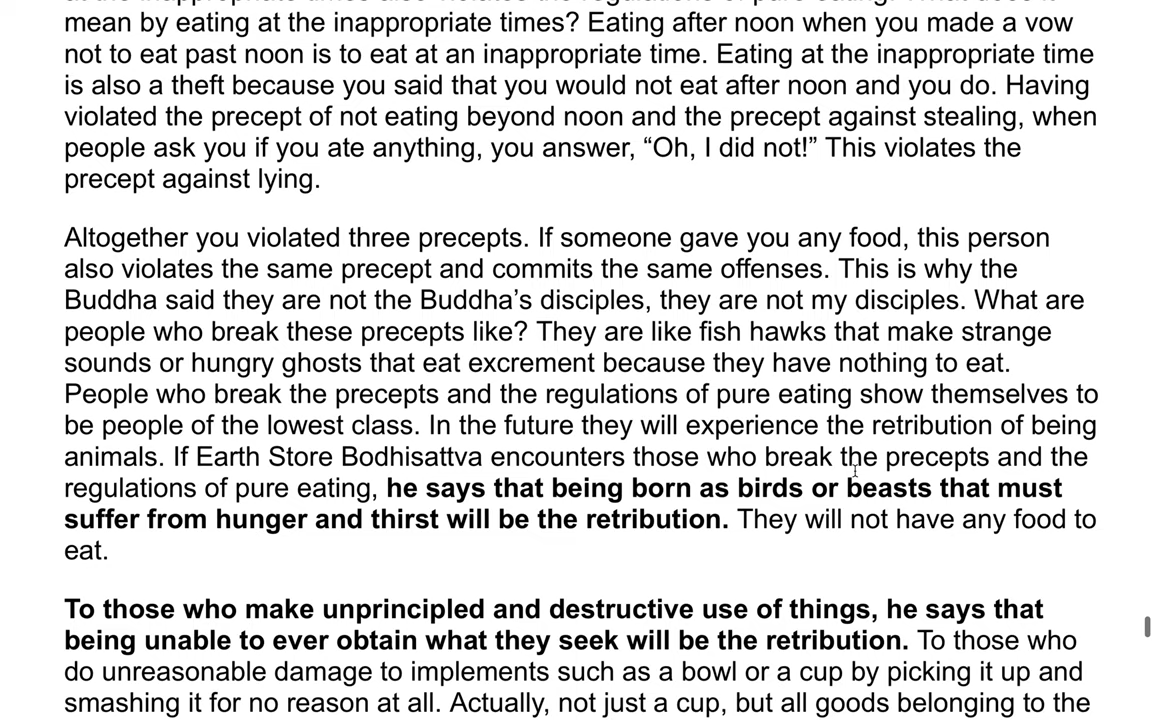 mean by eating at the inappropriate times? Eating after noon when you made a vow
not to eat past noon is to eat at an inappropriate time. Eating at the inappropriate time
is also a theft because you said that you would not eat after noon and you do. Having
violated the precept of not eating beyond noon and the precept against stealing, when
people ask you if you ate anything, you answer, “Oh, I did not!” This violates the
precept against lying.
Altogether you violated three precepts. If someone gave you any food, this person
also violates the same precept and commits the same offenses. This is why the
Buddha said they are not the Buddha’s disciples, they are not my disciples. What are
people who break these precepts like? They are like fish hawks that make strange
sounds or hungry ghosts that eat excrement because they have nothing to eat.
People who break the precepts and the regulations of pure eating show themselves to
be people of the lowest class. In the future they will experience the retribution of being
animals. If Earth Store Bodhisattva encounters those who break the precepts and the
regulations of pure eating, he says that being born as birds or beasts that must
suffer from hunger and thirst will be the retribution. They will not have any food to
eat.
To those who make unprincipled and destructive use of things, he says that
being unable to ever obtain what they seek will be the retribution. To those who
do unreasonable damage to implements such as a bowl or a cup by picking it up and
smashing it for no reason at all. Actually, not just a cup, but all goods belonging to the